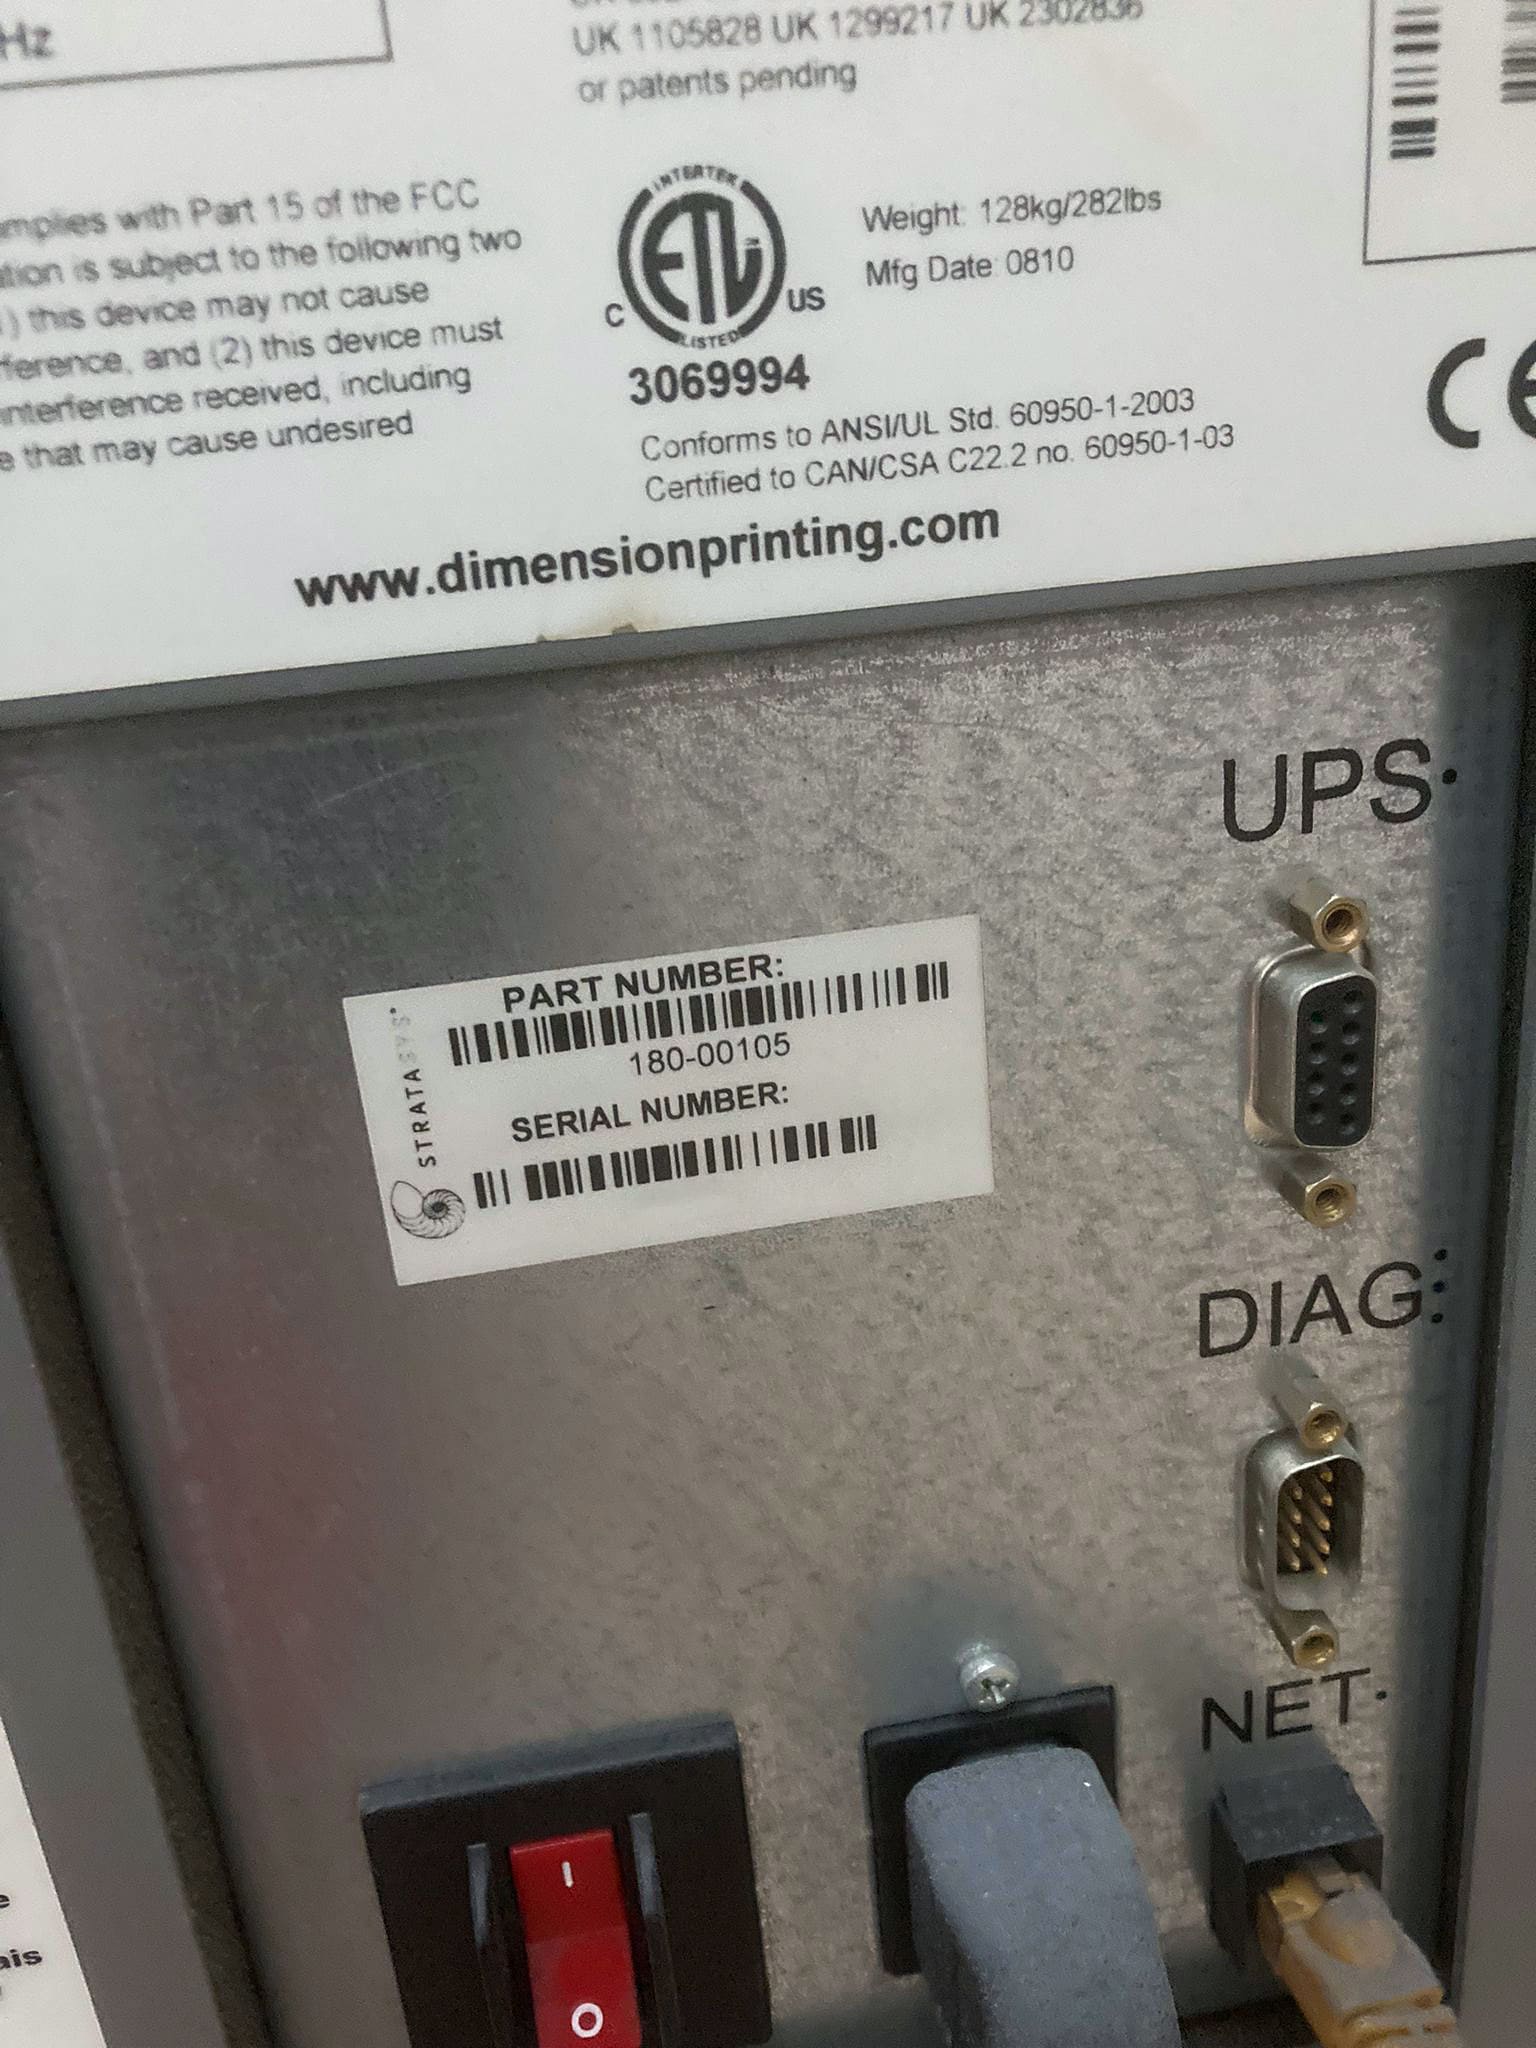 Hz
UK 1105828 UK 1299217 UK 2302836
or patents pending
complies with Part 15 of the FCC
is subject to the following two
) this device may not cause
, and (2) this device must
interference received, including
that may cause undesired
INTERTEK
ETL
TM
C
US
LISTED
3069994
Weight: 128kg/282lbs
Mfg Date: 0810
Conforms to ANSI/UL Std. 60950-1-2003
Certified to CAN/CSA C22.2 no. 60950-1-03
CE
www.dimensionprinting.com
UPS
STRATASYS
PART NUMBER:
180-00105
SERIAL NUMBER:
DIAG
NET
I
O